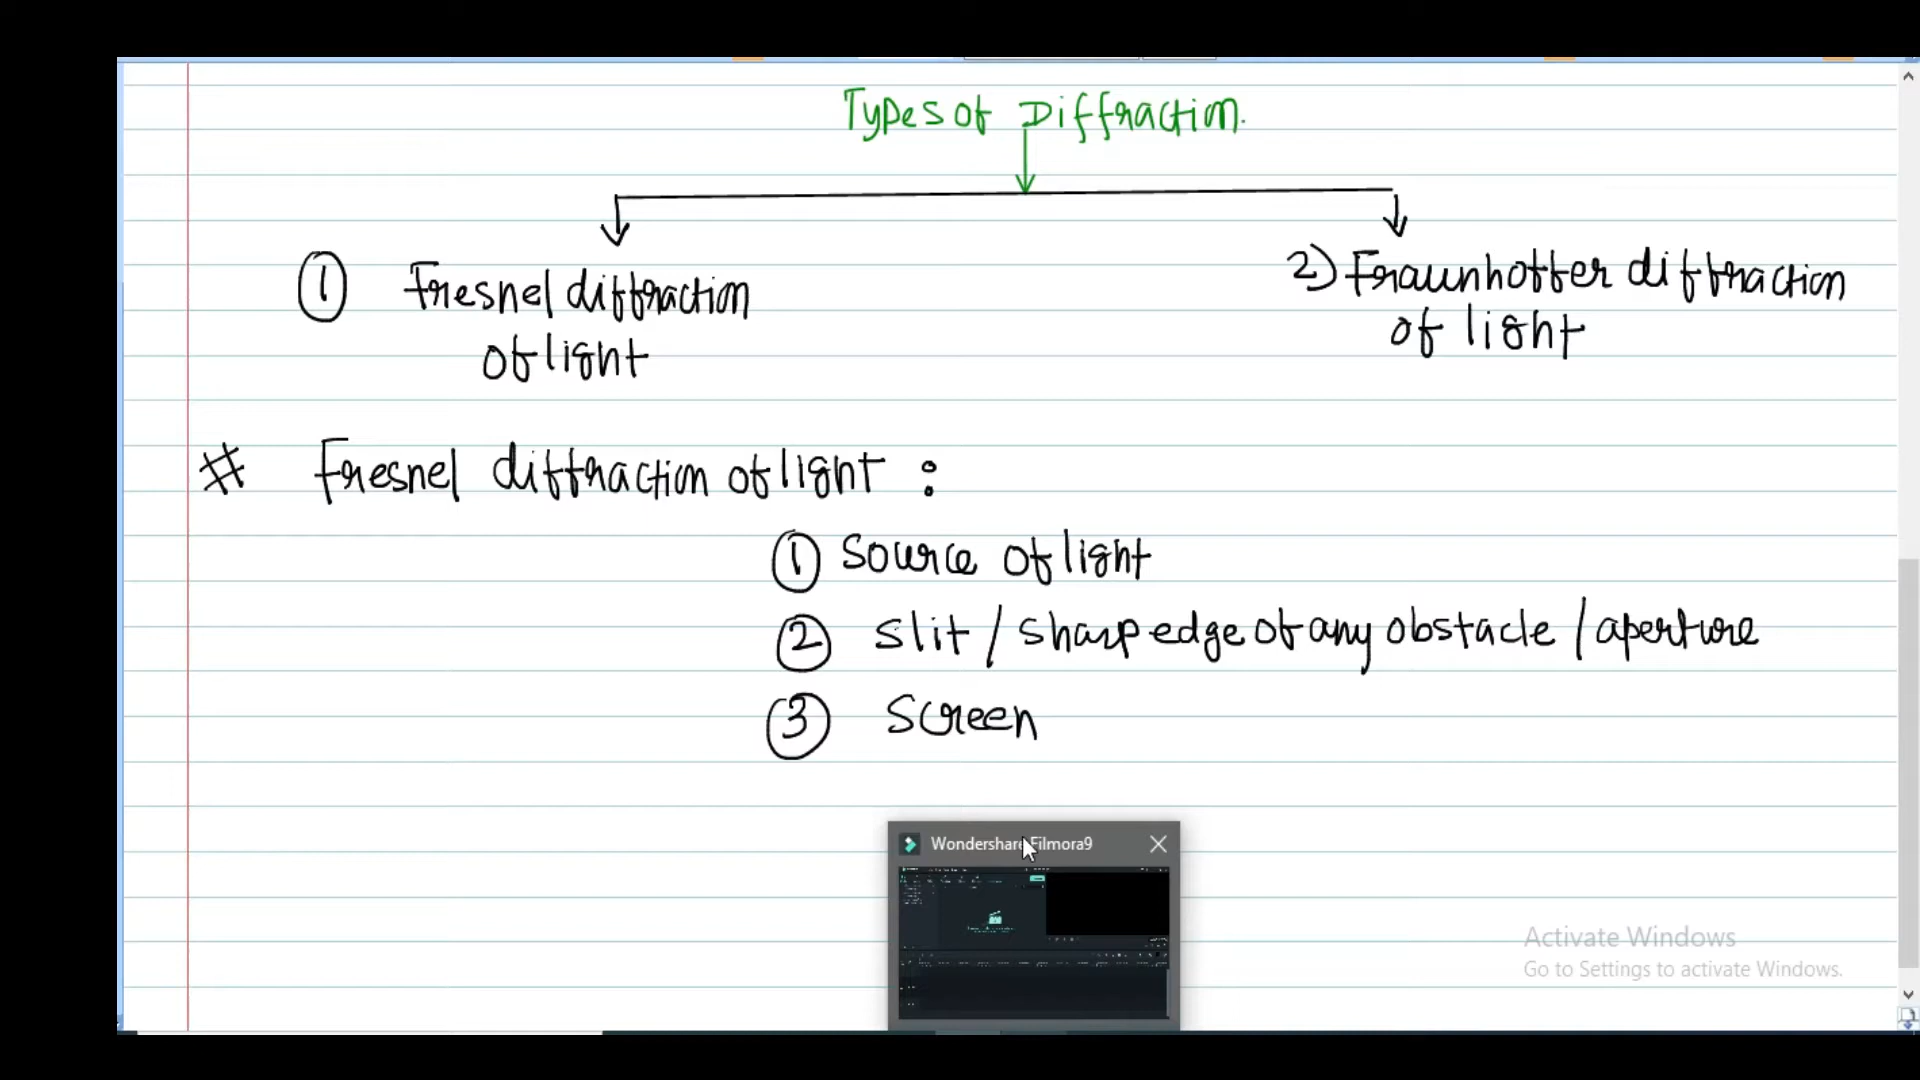 Types of Diffraction.
① Fresnel diffraction
of light
2) Fraunhoffer diffraction
of light
# Fresnel diffraction of light :
① Source of light
② Slit / Sharp edge of any obstacle / aperture
③ Screen
Wondershare Filmora9
Activate Windows
Go to Settings to activate Windows.